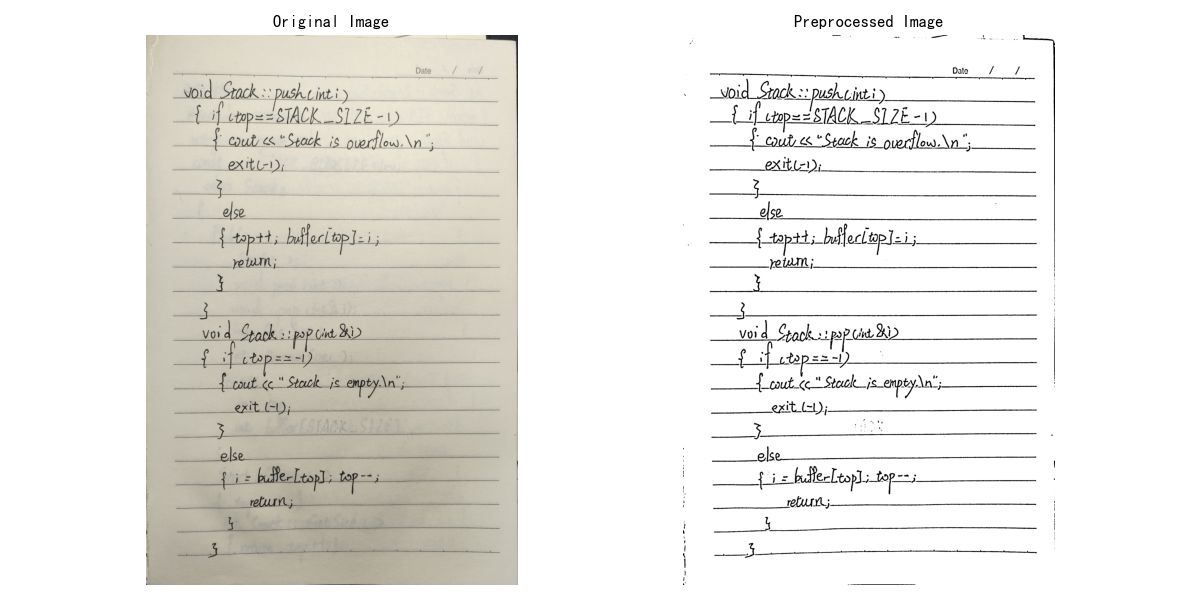 Original Image
Date / /
void Stack::push(int i)
{ if (top==STACK_SIZE-1)
{ cout << "Stack is overflow.\n";
exit(-1);
}
else
{ top++; buffer[top]=i;
return;
}
}
void Stack::pop(int &i)
{ if (top==-1)
{ cout << "Stack is empty.\n";
exit(-1);
}
else
{ i = buffer[top]; top--;
return;
}
}
Preprocessed Image
Date / /
void Stack::push(int i)
{ if (top==STACK_SIZE-1)
{ cout << "Stack is overflow.\n";
exit(-1);
}
else
{ top++; buffer[top]=i;
return;
}
}
void Stack::pop(int &i)
{ if (top==-1)
{ cout << "Stack is empty.\n";
exit(-1);
}
else
{ i = buffer[top]; top--;
return;
}
}